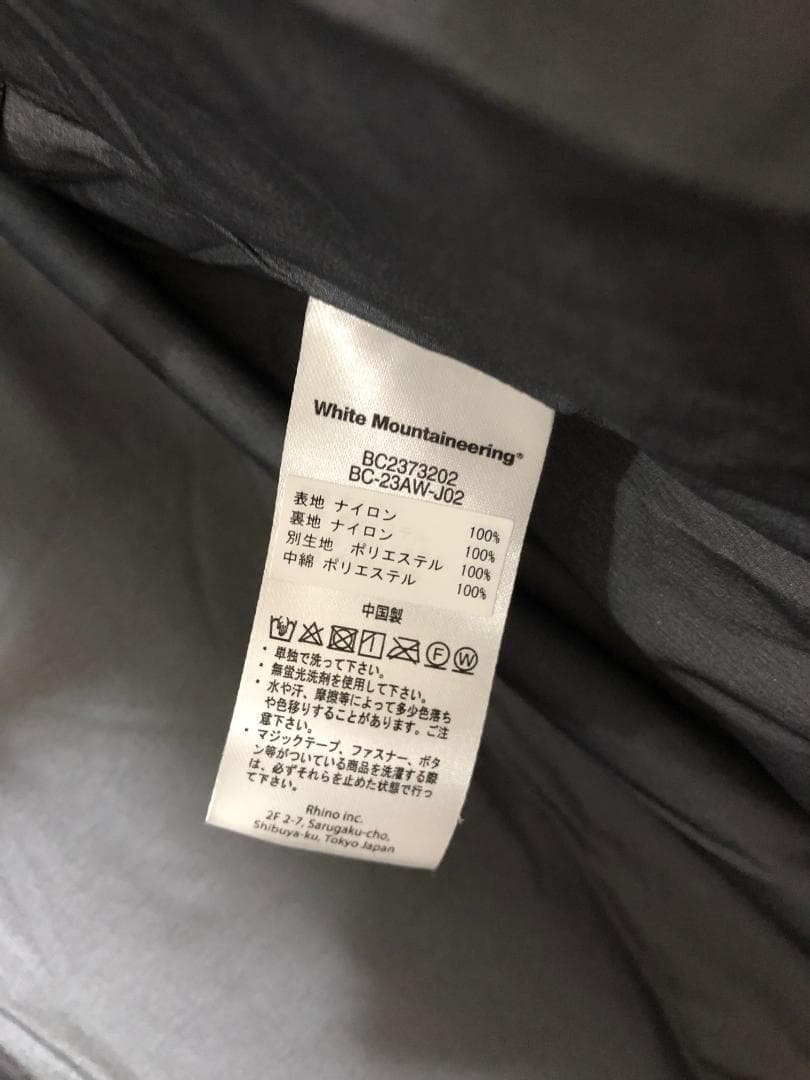 White Mountaineering®
BC2373202
BC-23AW-J02
表地 ナイロン 100%
裏地 ナイロン 100%
別生地 ポリエステル 100%
中綿 ポリエステル 100%
中国製
F W
・単独で洗って下さい。
・無蛍光洗剤を使用して下さい。
・水や汗、摩擦等によって多少色落ち
や色移りすることがあります。ご注
意下さい。
・マジックテープ、ファスナー、ボタ
ン等がついている商品を洗濯する際
は、必ずそれらを止めた状態で行っ
て下さい。
Rhino inc.
2F 2-7, Sarugaku-cho,
Shibuya-ku, Tokyo Japan